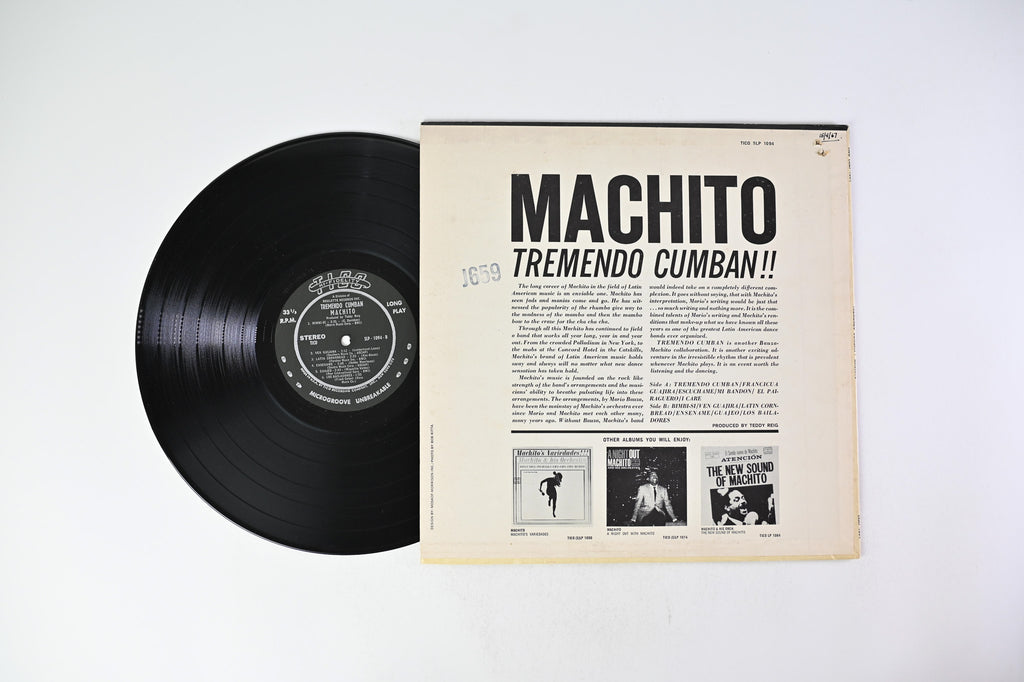 TICO SLP 1094
MACHITO
TREMENDO CUMBAN!!
J659
The long career of Machito in the field of Latin
American music is an enviable one. Machito has
seen fads and manias come and go. He has wit-
nessed the popularity of the rhumba give way to
the madness of the mambo and then the mambo
bow to the craze for the cha cha cha.
Through all this Machito has continued to field
a band that works all year long, year in and year
out. From the crowded Palladium in New York, to
the mobs at the Concord Hotel in the Catskills,
Machito's brand of Latin American music holds
sway and always will no matter what new dance
sensation has taken hold.
Machito's music is founded on the rock like
strength of the band's arrangements and the musi-
cians' ability to breathe pulsating life into these
arrangements. The arrangements, by Mario Bauza,
have been the mainstay of Machito's orchestra ever
since Mario and Machito met each other many,
many years ago. Without Bauza, Machito's band
would indeed take on a completely different com-
plexion. It goes without saying, that with Machito's
interpretation, Mario's writing would be just that
. . . so much writing and nothing more. It is the com-
bined talents of Mario's writing and Machito's ren-
ditions that make-up what we have known all these
years as one of the greatest Latin American dance
bands ever organized.
TREMENDO CUMBAN is another Bauza-
Machito collaboration. It is another exciting ad-
venture in the irresistible rhythm that is prevalent
whenever Machito plays. It is an event worth the
listening and the dancing.
Side A: TREMENDO CUMBAN/FRANCISCUA
GUAJIRA/ESCUCHAME/MI BANDON/ EL PAI-
RAGUERO/I CARE
Side B: BIMBI-SI/VEN GUAJIRA/LATIN CORN-
BREAD/ENSENAME/GUAJEO/LOS BAILA-
DORES
PRODUCED BY TEDDY REIG
OTHER ALBUMS YOU WILL ENJOY:
Machito's Variedades!!!
Machito & his Orchestra
MACHITO
MACHITO'S VARIEDADES
A NIGHT OUT
MACHITO
MACHITO
A NIGHT OUT WITH MACHITO
ATENCIÓN
THE NEW SOUND
OF MACHITO
MACHITO & HIS ORCH.
THE NEW SOUND OF MACHITO
TICO LP 1084
TICO
HI-FIDELITY
TREMENDO CUMBAN
MACHITO
33⅓
R.P.M.
LONG
PLAY
STEREO
SLP - 1094-B
MICROGROOVE UNBREAKABLE